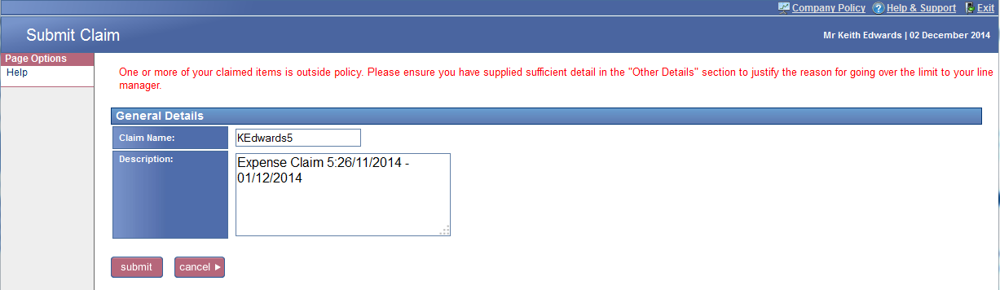 Company Policy Help & Support Exit
Submit Claim
Mr Keith Edwards | 02 December 2014
Page Options
Help
One or more of your claimed items is outside policy. Please ensure you have supplied sufficient detail in the "Other Details" section to justify the reason for going over the limit to your line
manager.
General Details
Claim Name:
KEdwards5
Description:
Expense Claim 5:26/11/2014 -
01/12/2014
submit cancel